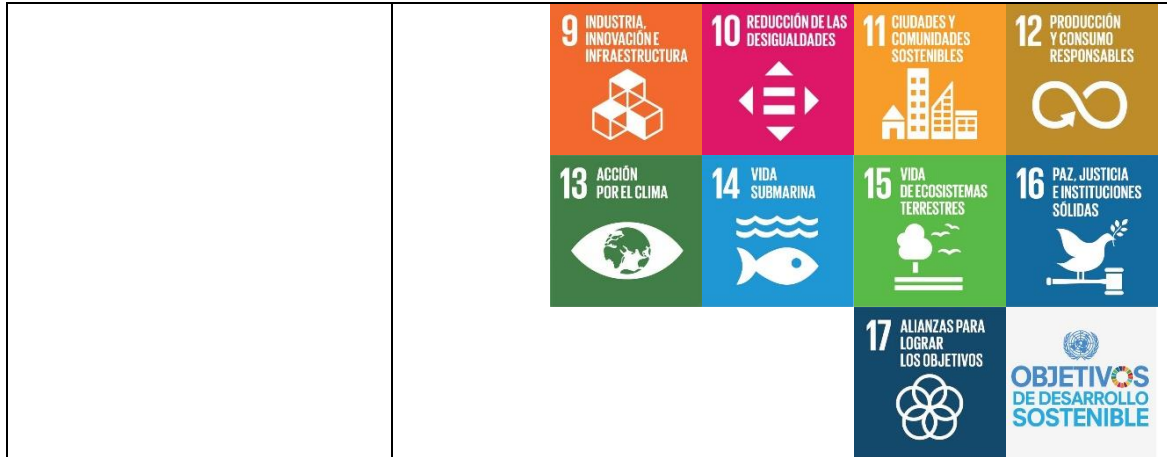 9 INDUSTRIA,
INNOVACIÓN E
INFRAESTRUCTURA
10 REDUCCIÓN DE LAS
DESIGUALDADES
11 CIUDADES Y
COMUNIDADES
SOSTENIBLES
12 PRODUCCIÓN
Y CONSUMO
RESPONSABLES
13 ACCIÓN
POR EL CLIMA
14 VIDA
SUBMARINA
15 VIDA
DE ECOSISTEMAS
TERRESTRES
16 PAZ, JUSTICIA
E INSTITUCIONES
SÓLIDAS
17 ALIANZAS PARA
LOGRAR
LOS OBJETIVOS
OBJETIVOS
DE DESARROLLO
SOSTENIBLE